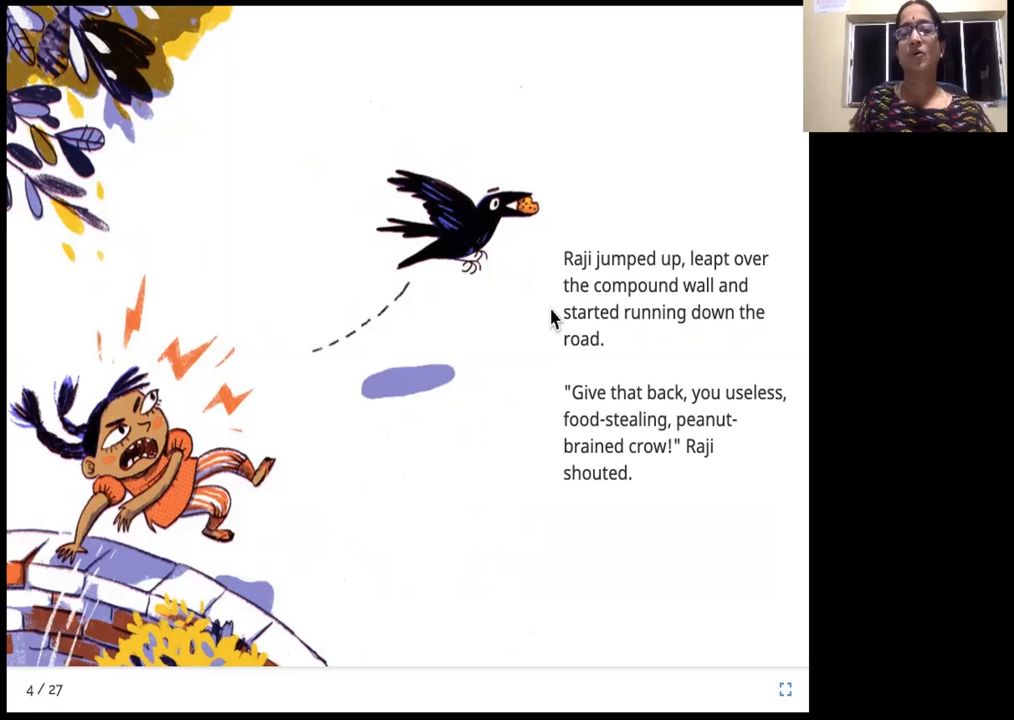 Raji jumped up, leapt over
the compound wall and
started running down the
road.
"Give that back, you useless,
food-stealing, peanut-
brained crow!" Raji
shouted.
4 / 27